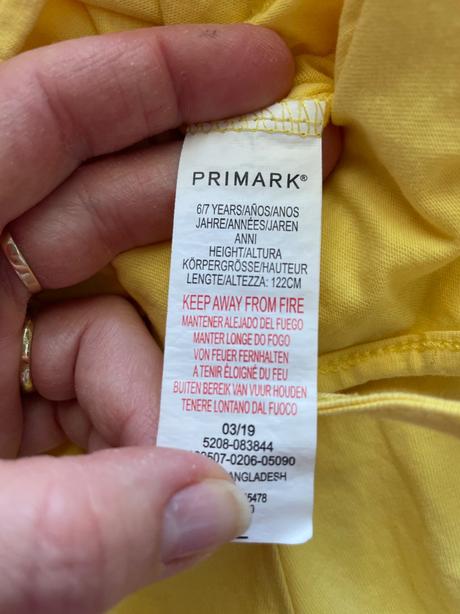 PRIMARK®
6/7 YEARS/AÑOS/ANOS
JAHRE/ANNÉES/JAREN
ANNI
HEIGHT/ALTURA
KÖRPERGRÖSSE/HAUTEUR
LENGTE/ALTEZZA: 122CM
KEEP AWAY FROM FIRE
MANTENER ALEJADO DEL FUEGO
MANTER LONGE DO FOGO
VON FEUER FERNHALTEN
A TENIR ÉLOIGNÉ DU FEU
BUITEN BEREIK VAN VUUR HOUDEN
TENERE LONTANO DAL FUOCO
03/19
5208-083844